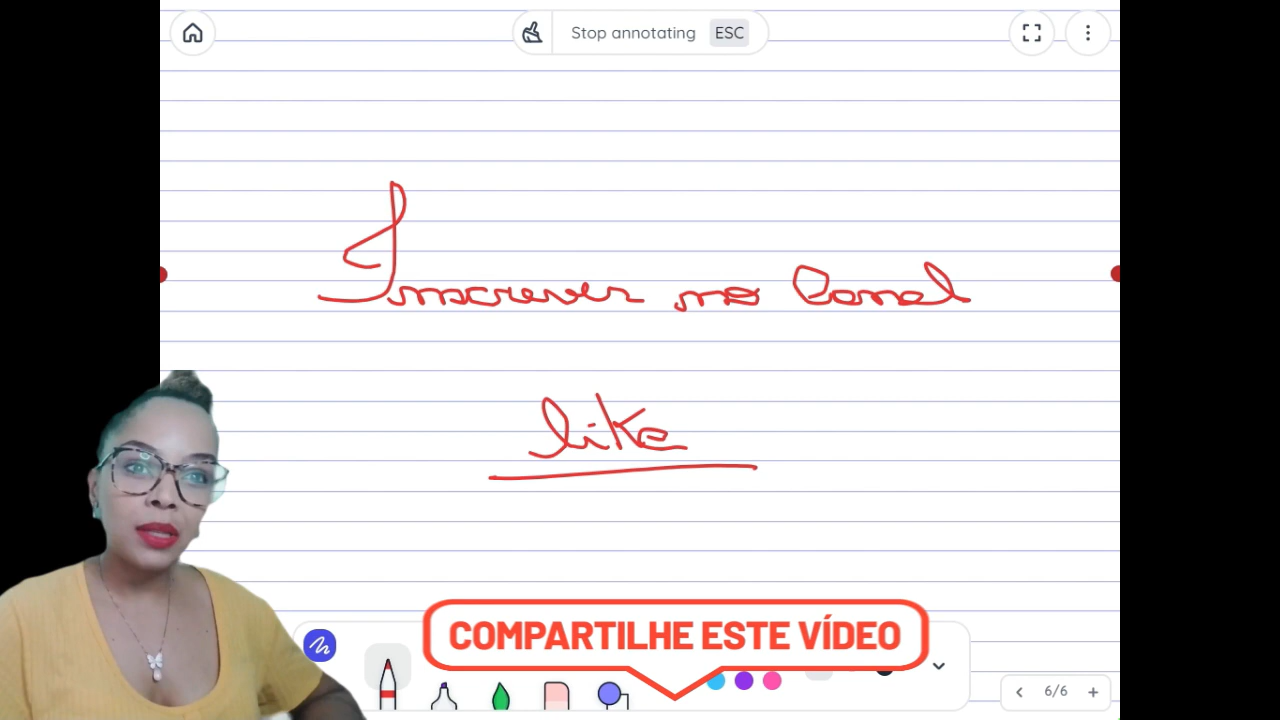 Stop annotating ESC
Inscrever no Canal
like
COMPARTILHE ESTE VÍDEO
6/6